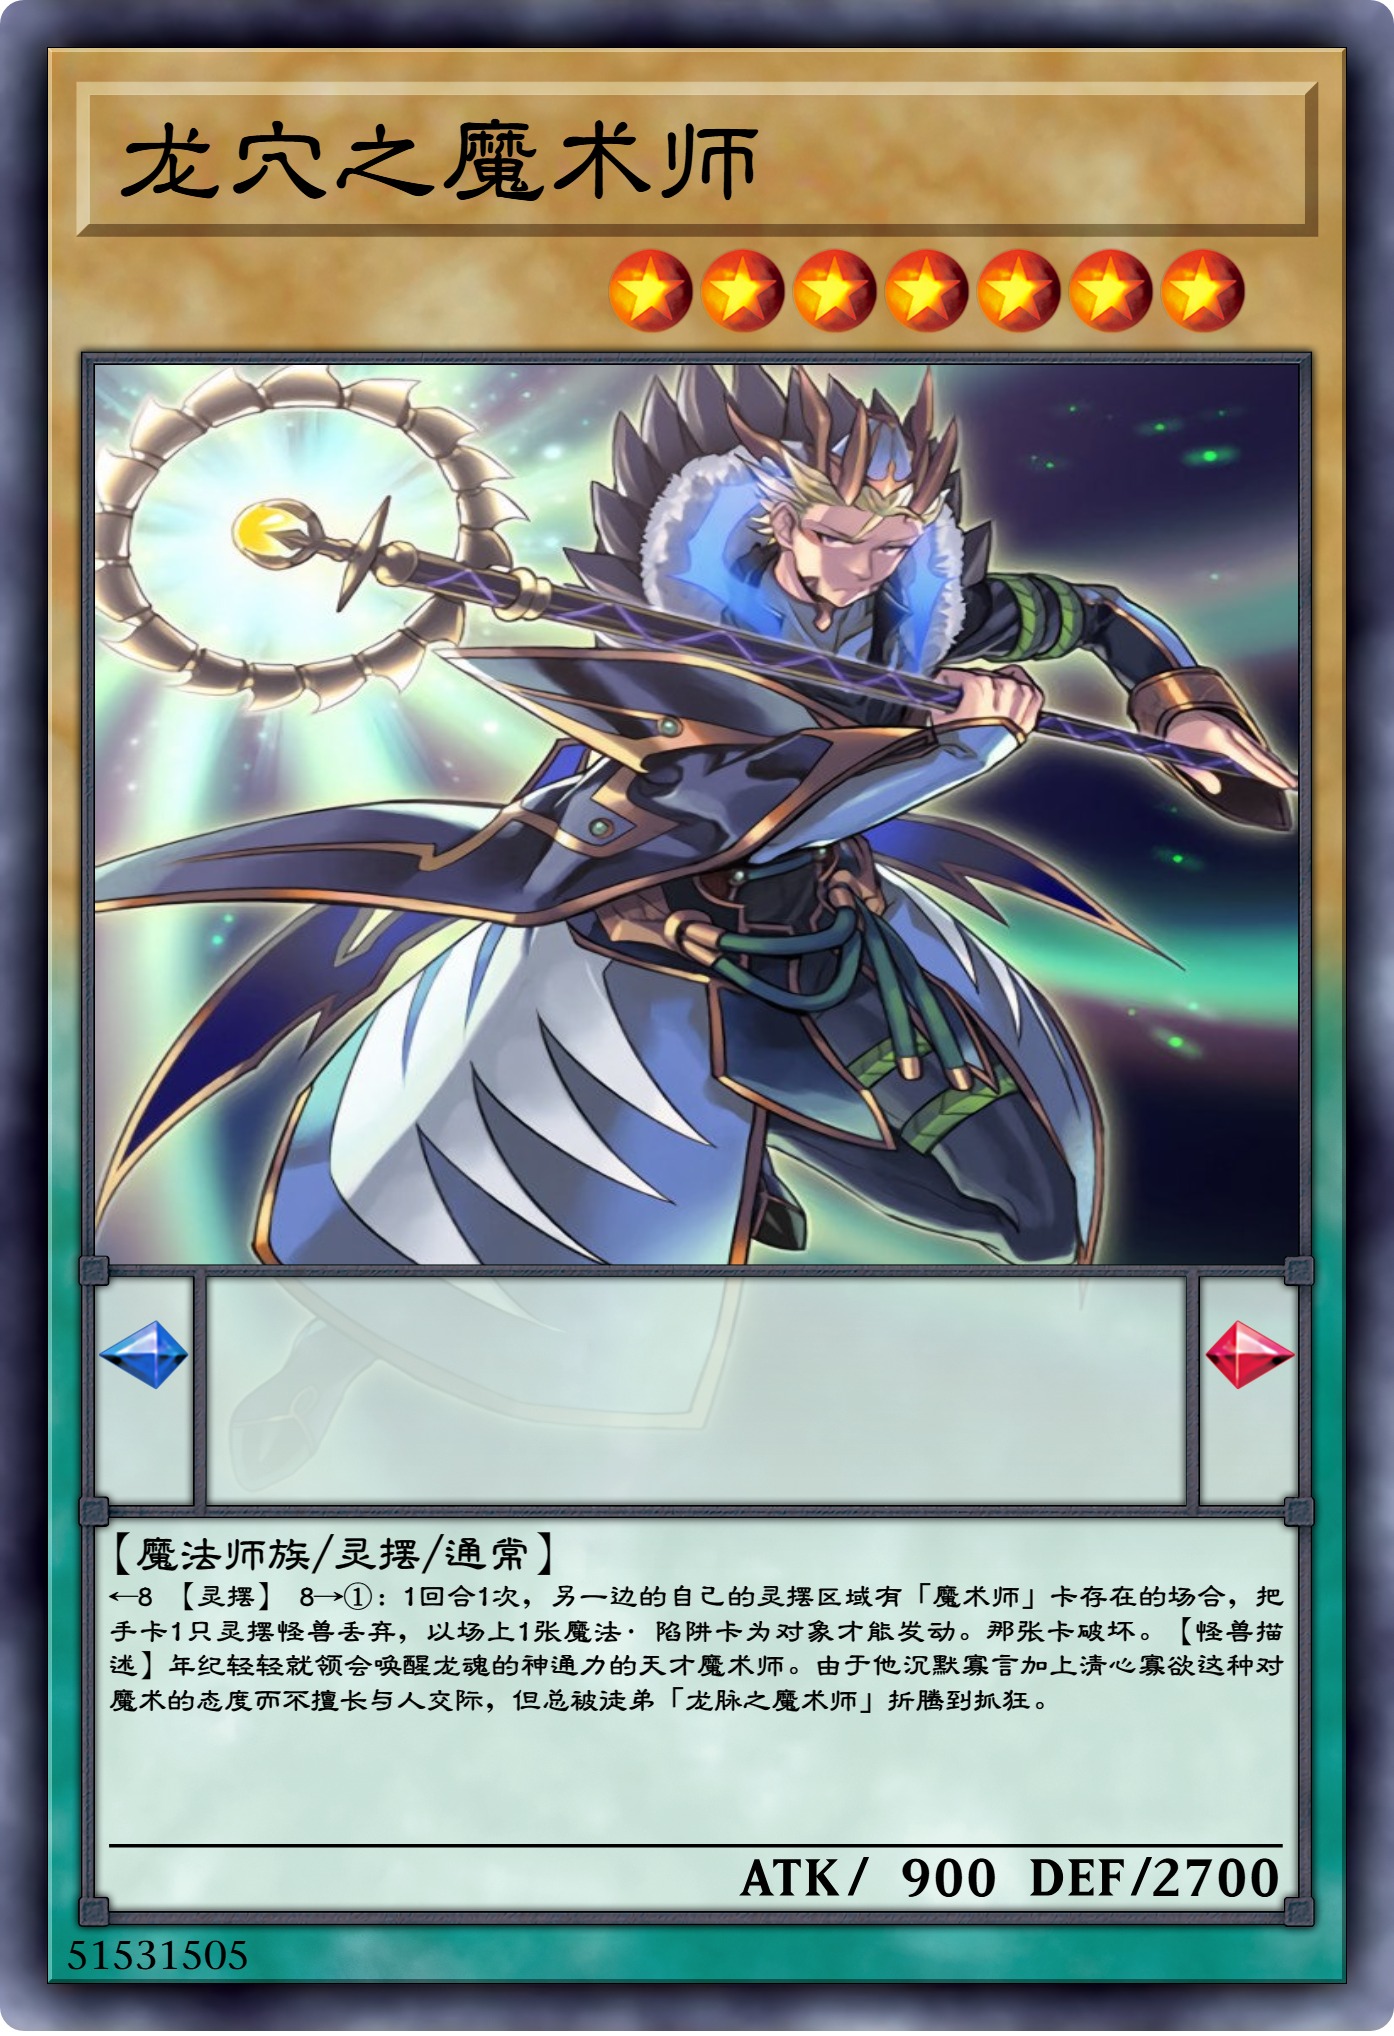 龙穴之魔术师
【魔法师族/灵摆/通常】
←8 【灵摆】 8→①：1回合1次，另一边的自己的灵摆区域有「魔术师」卡存在的场合，把
手卡1只灵摆怪兽丢弃，以场上1张魔法·陷阱卡为对象才能发动。那张卡破坏。【怪兽描
述】年纪轻轻就领会唤醒龙魂的神通力的天才魔术师。由于他沉默寡言加上清心寡欲这种对
魔术的态度而不擅长与人交际，但总被徒弟「龙脉之魔术师」折腾到抓狂。
ATK/ 900 DEF/2700
51531505